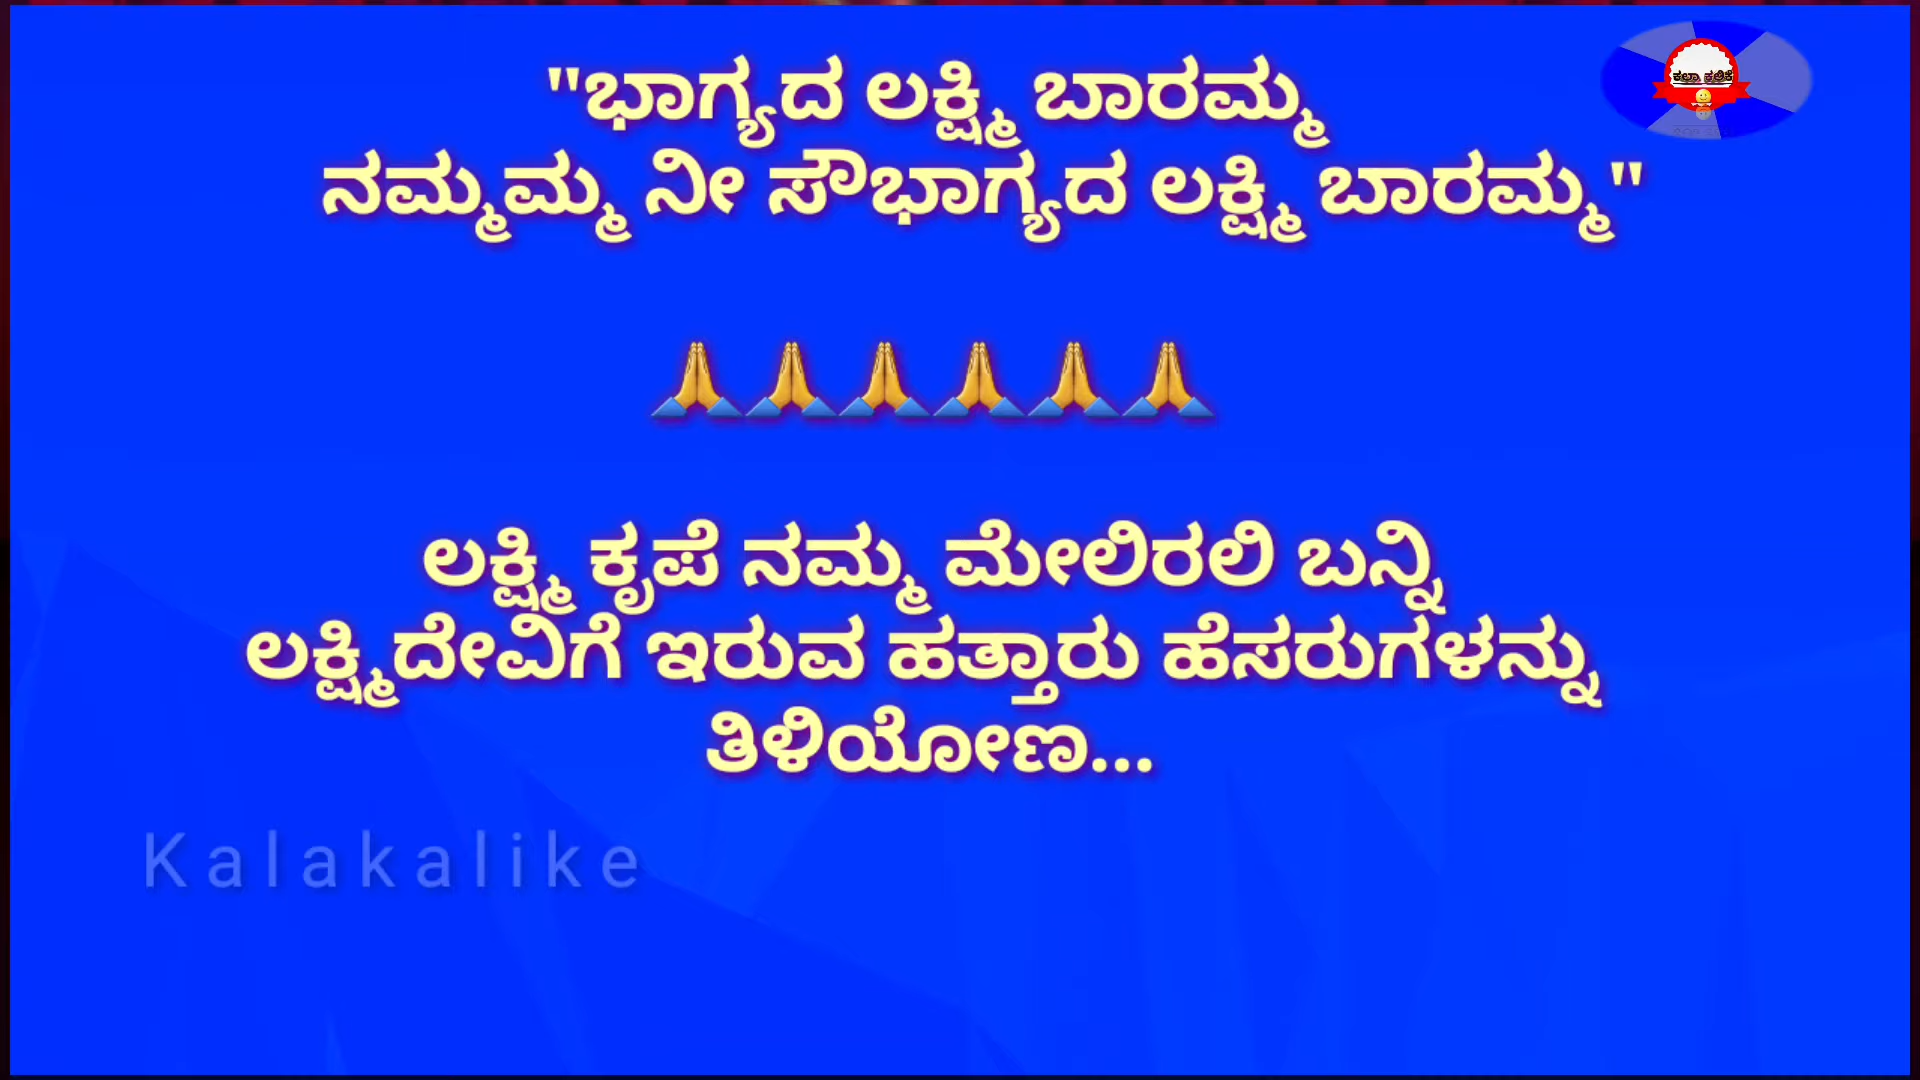 "ಭಾಗ್ಯದ ಲಕ್ಷ್ಮಿ ಬಾರಮ್ಮ
ನಮ್ಮಮ್ಮ ನೀ ಸೌಭಾಗ್ಯದ ಲಕ್ಷ್ಮಿ ಬಾರಮ್ಮ"
🙏🙏🙏🙏🙏🙏
ಲಕ್ಷ್ಮಿ ಕೃಪೆ ನಮ್ಮ ಮೇಲಿರಲಿ ಬನ್ನಿ
ಲಕ್ಷ್ಮಿದೇವಿಗೆ ಇರುವ ಹತ್ತಾರು ಹೆಸರುಗಳನ್ನು
ತಿಳಿಯೋಣ...
Kalakalike